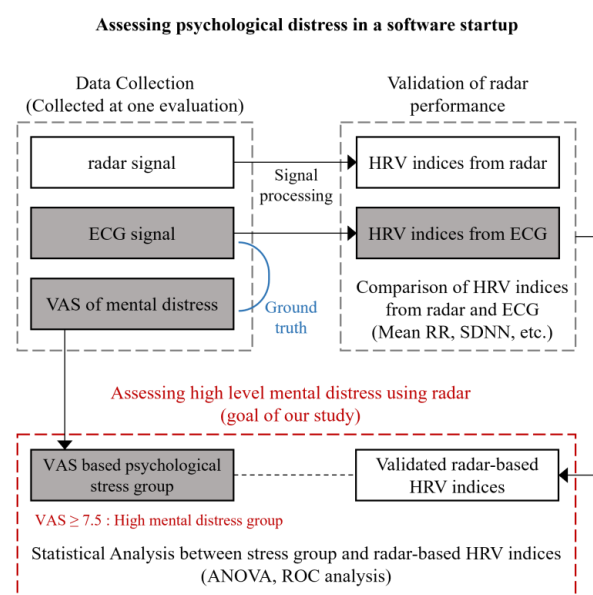 Assessing psychological distress in a software startup
Data Collection
(Collected at one evaluation)
Validation of radar
performance
radar signal
Signal
processing
HRV indices from radar
ECG signal
HRV indices from ECG
VAS of mental distress
Ground
truth
Comparison of HRV indices
from radar and ECG
(Mean RR, SDNN, etc.)
Assessing high level mental distress using radar
(goal of our study)
VAS based psychological
stress group
Validated radar-based
HRV indices
VAS ≥ 7.5 : High mental distress group
Statistical Analysis between stress group and radar-based HRV indices
(ANOVA, ROC analysis)